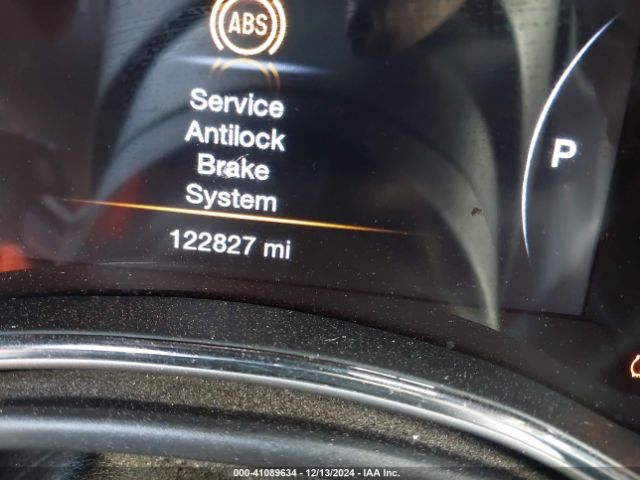 ABS
Service
Antilock
Brake
System
P
122827 mi
000-41089634 - 12/13/2024 - IAA Inc.